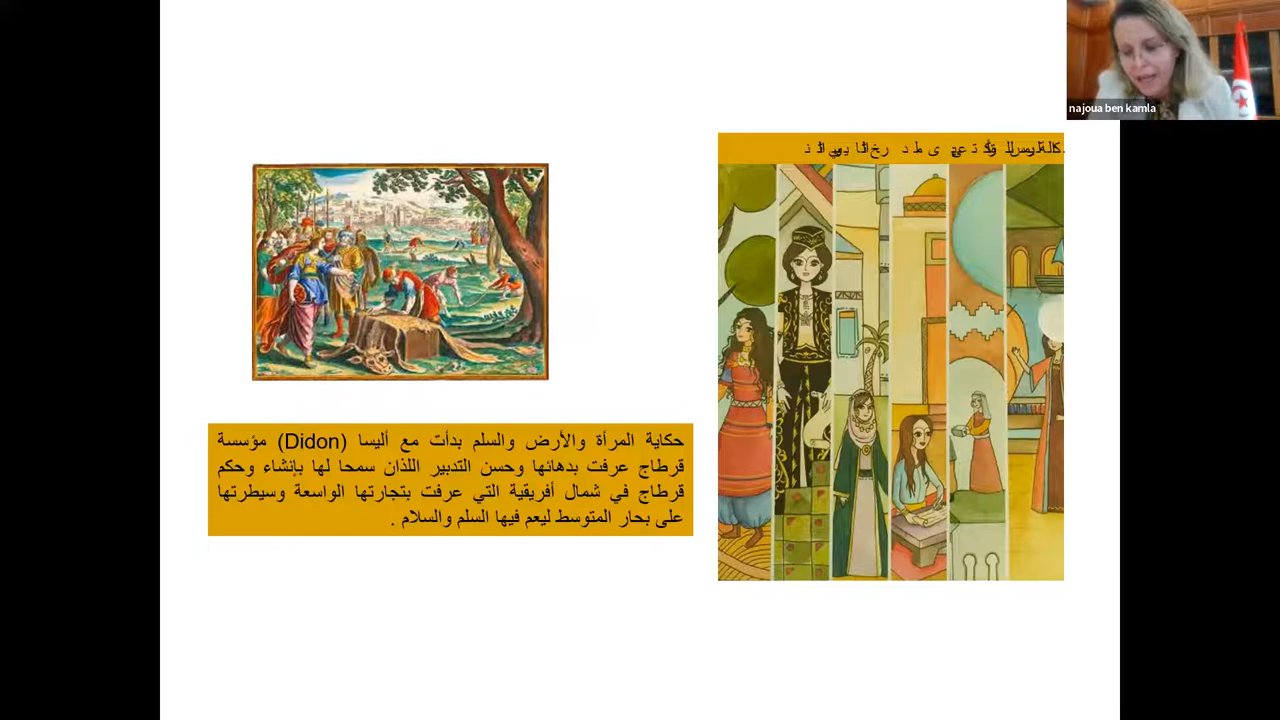 najoua ben kamla
حكاية المرأة والأرض والسلم بدأت مع أليسا (Didon) مؤسسة
قرطاج عرفت بدهائها وحسن التدبير اللذان سمحا لها بإنشاء وحكم
قرطاج في شمال أفريقية التي عرفت بتجارتها الواسعة وسيطرتها
على بحار المتوسط ليعم فيها السلم والسلام .